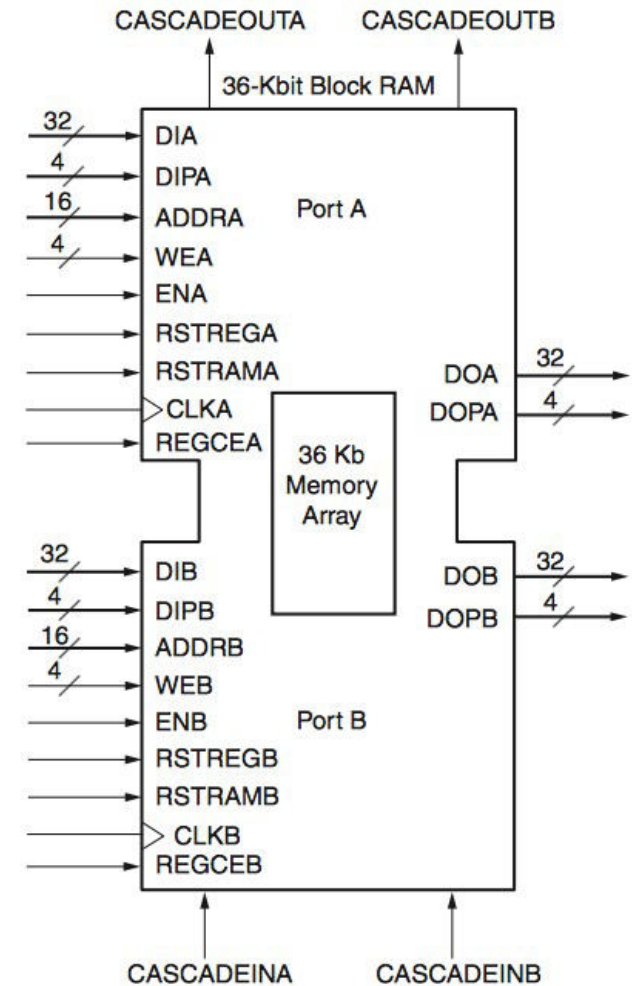 CASCADEOUTA CASCADEOUTB
36-Kbit Block RAM
32 DIA
4 DIPA
16 ADDRA
Port A
4 WEA
ENA
RSTREGA
RSTRAMA
DOA 32
CLKA
DOPA 4
REGCEA
36 Kb
Memory
Array
32 DIB
DOB 32
4 DIPB
DOPB 4
16 ADDRB
4 WEB
ENB
Port B
RSTREGB
RSTRAMB
CLKB
REGCEB
CASCADEINA CASCADEINB